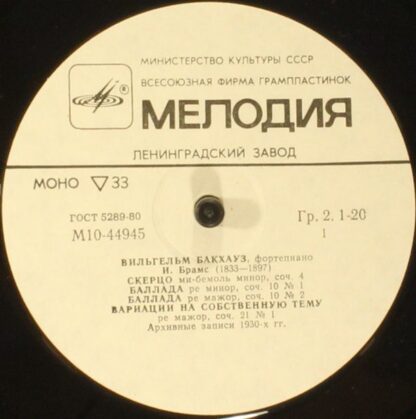 МИНИСТЕРСТВО КУЛЬТУРЫ СССР
ВСЕСОЮЗНАЯ ФИРМА ГРАМПЛАСТИНОК
®
МЕЛОДИЯ
ЛЕНИНГРАДСКИЙ ЗАВОД
МОНО ▽ 33
ГОСТ 5289-80
Гр. 2. 1-20
М10-44945
1
ВИЛЬГЕЛЬМ БАКХАУЗ, фортепиано
И. Брамс (1833—1897)
СКЕРЦО ми-бемоль минор, соч. 4
БАЛЛАДА ре минор, соч. 10 № 1
БАЛЛАДА ре мажор, соч. 10 № 2
ВАРИАЦИИ НА СОБСТВЕННУЮ ТЕМУ
ре мажор, соч. 21 № 1
Архивные записи 1930-х гг.